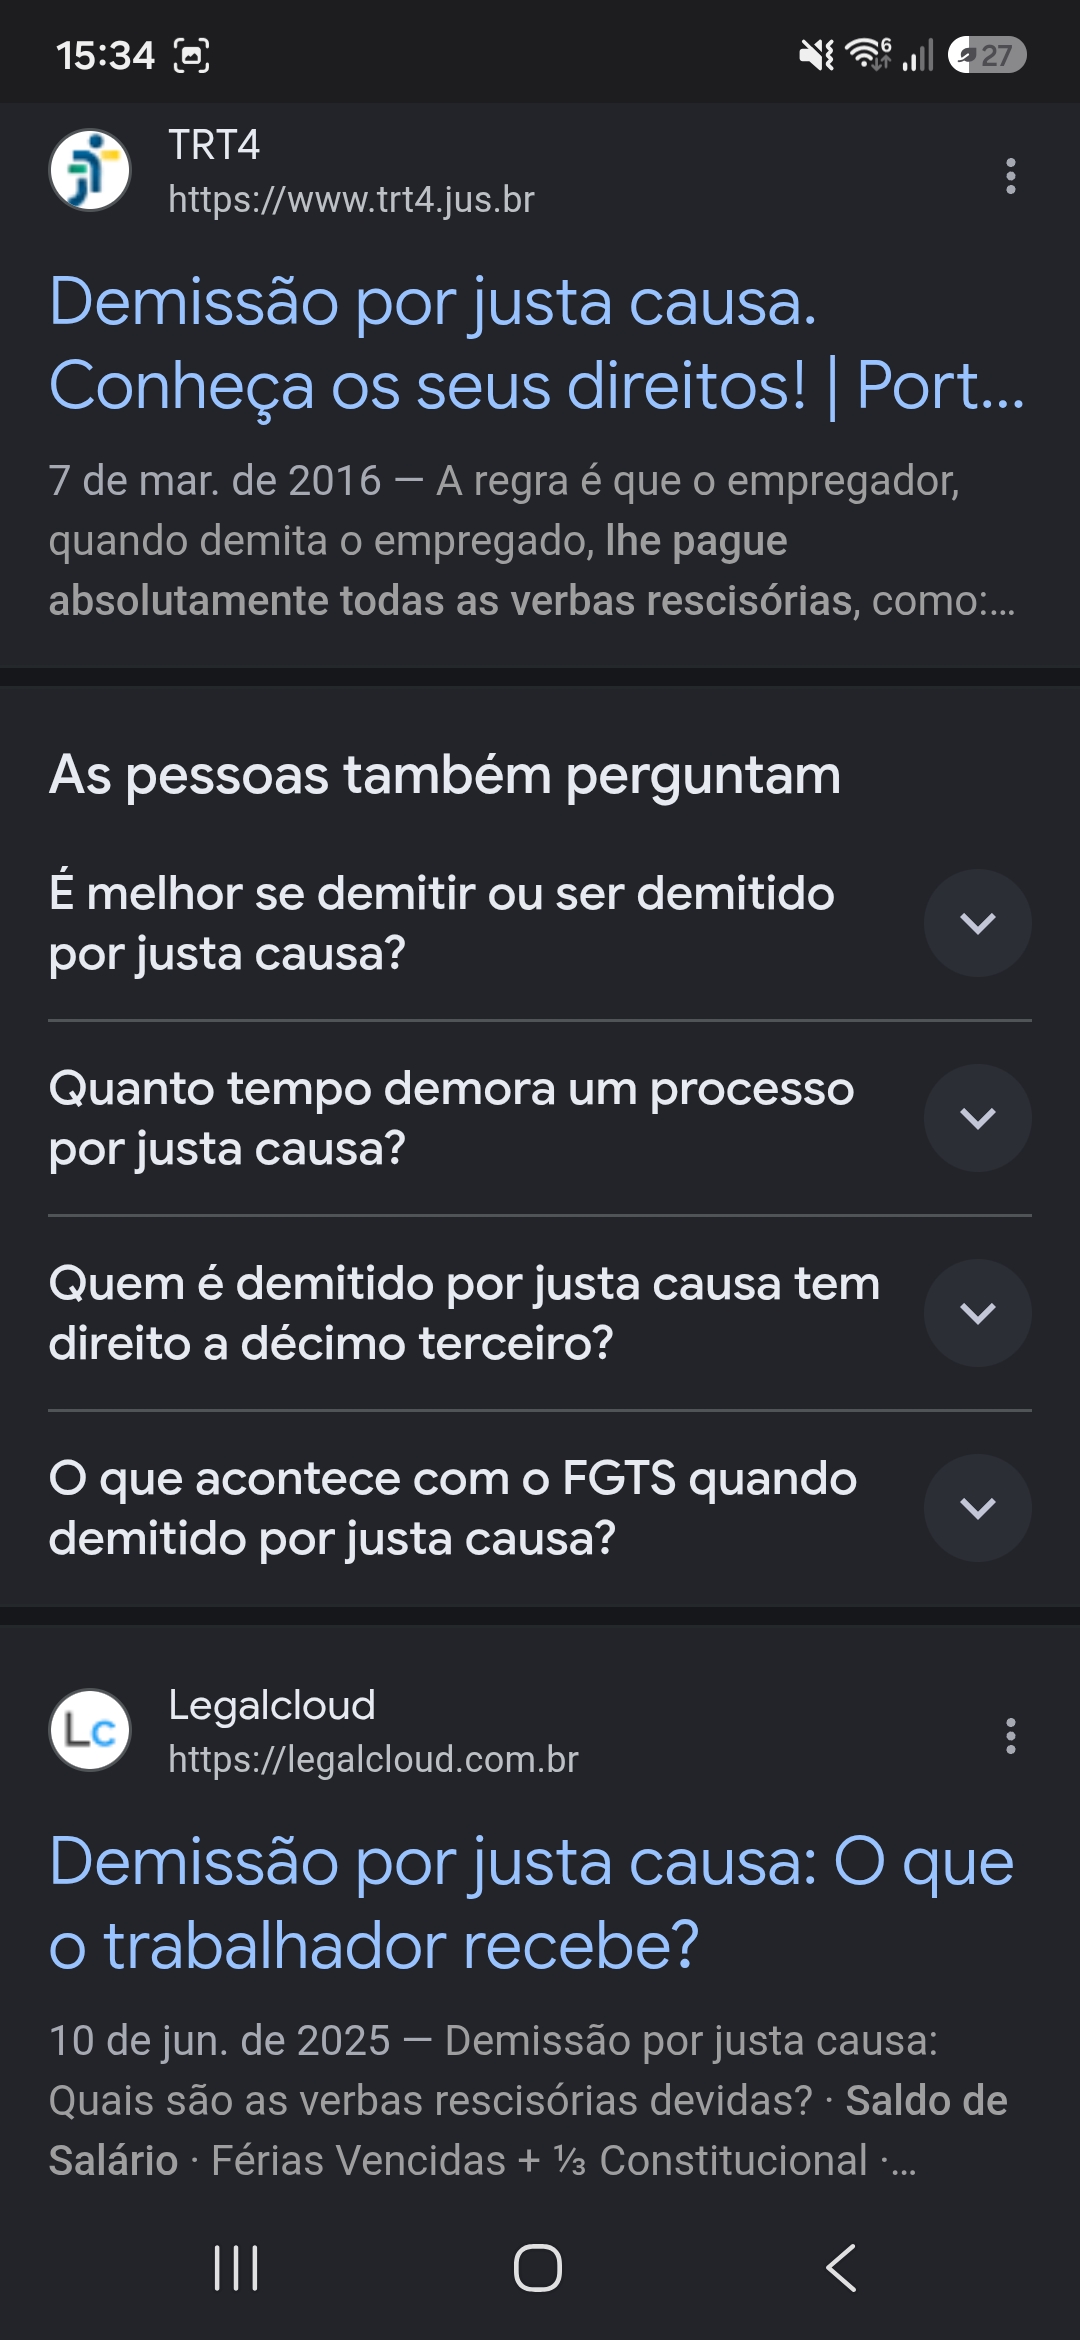 15:34
6
27
TRT4
https://www.trt4.jus.br
Demissão por justa causa.
Conheça os seus direitos! | Port...
7 de mar. de 2016 — A regra é que o empregador,
quando demita o empregado, lhe pague
absolutamente todas as verbas rescisórias, como:...
As pessoas também perguntam
É melhor se demitir ou ser demitido
por justa causa?
Quanto tempo demora um processo
por justa causa?
Quem é demitido por justa causa tem
direito a décimo terceiro?
O que acontece com o FGTS quando
demitido por justa causa?
Lc
Legalcloud
https://legalcloud.com.br
Demissão por justa causa: O que
o trabalhador recebe?
10 de jun. de 2025 — Demissão por justa causa:
Quais são as verbas rescisórias devidas? · Saldo de
Salário · Férias Vencidas + ⅓ Constitucional ·...